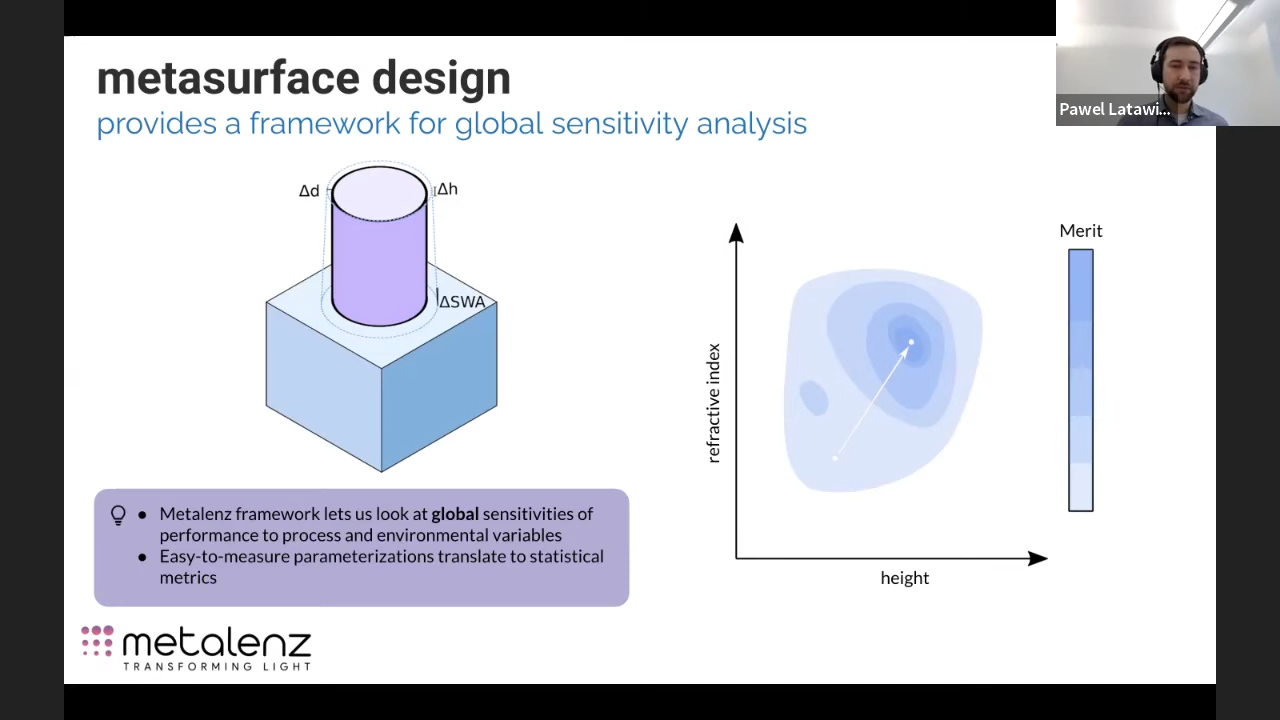 metasurface design
provides a framework for global sensitivity analysis
Pawel Latawi...
Δd
Δh
ΔSWA
Merit
refractive index
height
● Metalenz framework lets us look at global sensitivities of
performance to process and environmental variables
● Easy-to-measure parameterizations translate to statistical
metrics
metalenz
TRANSFORMING LIGHT